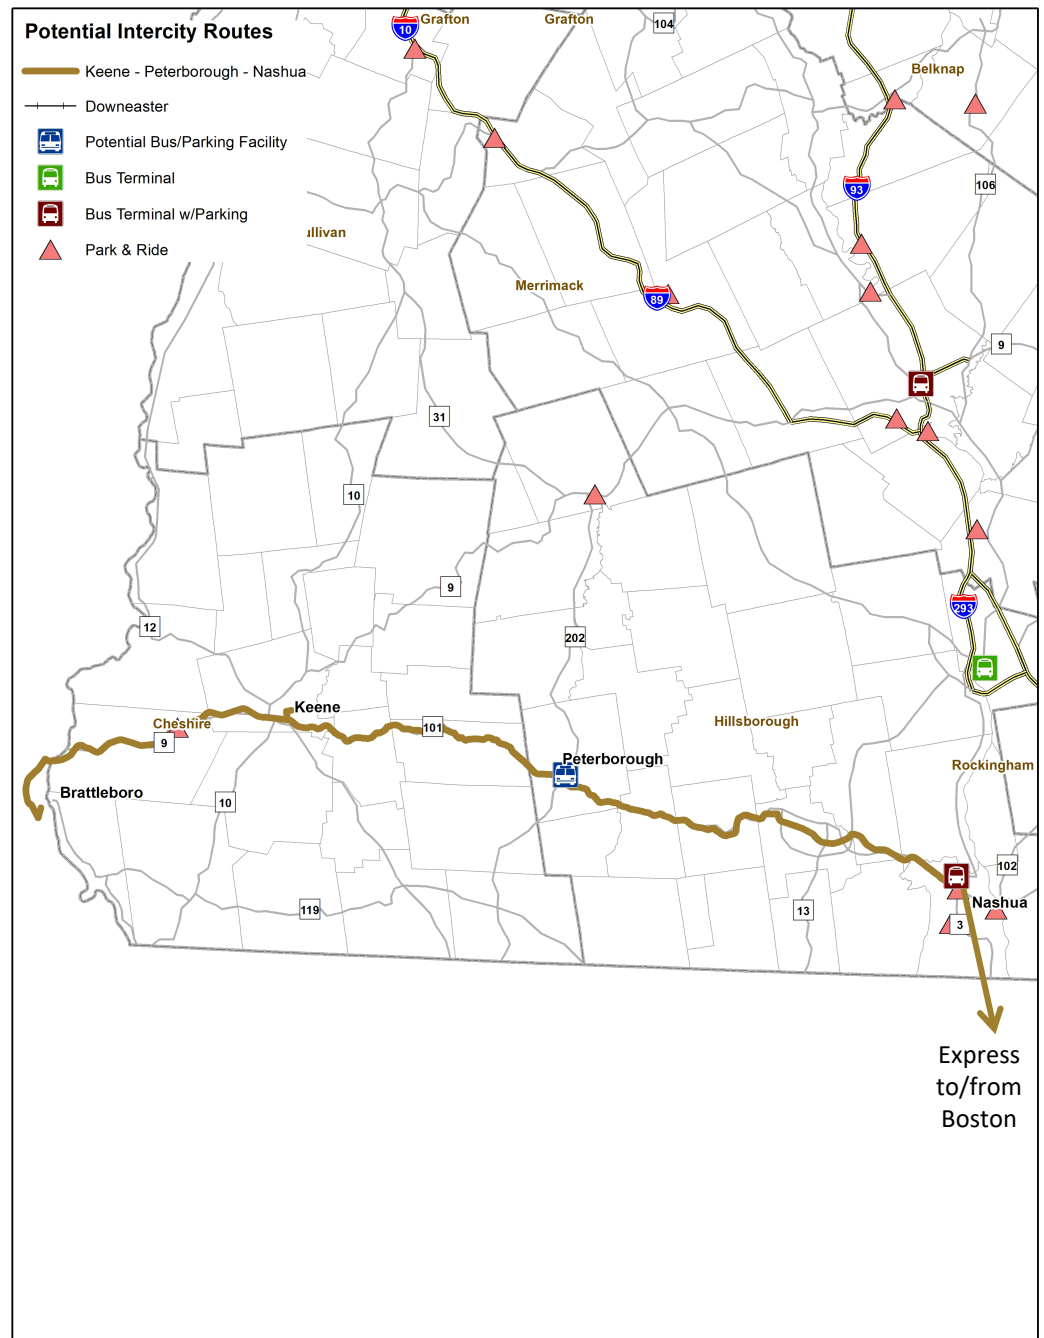 Potential Intercity Routes
Keene - Peterborough - Nashua
Downeaster
Potential Bus/Parking Facility
Bus Terminal
Bus Terminal w/Parking
Park & Ride
10
Grafton
Grafton
104
Belknap
93
106
ullivan
Merrimack
89
9
31
10
9
12
202
293
Keene
Cheshire
9
101
Hillsborough
Peterborough
Rockingham
Brattleboro
10
102
119
13
Nashua
3
Express
to/from
Boston